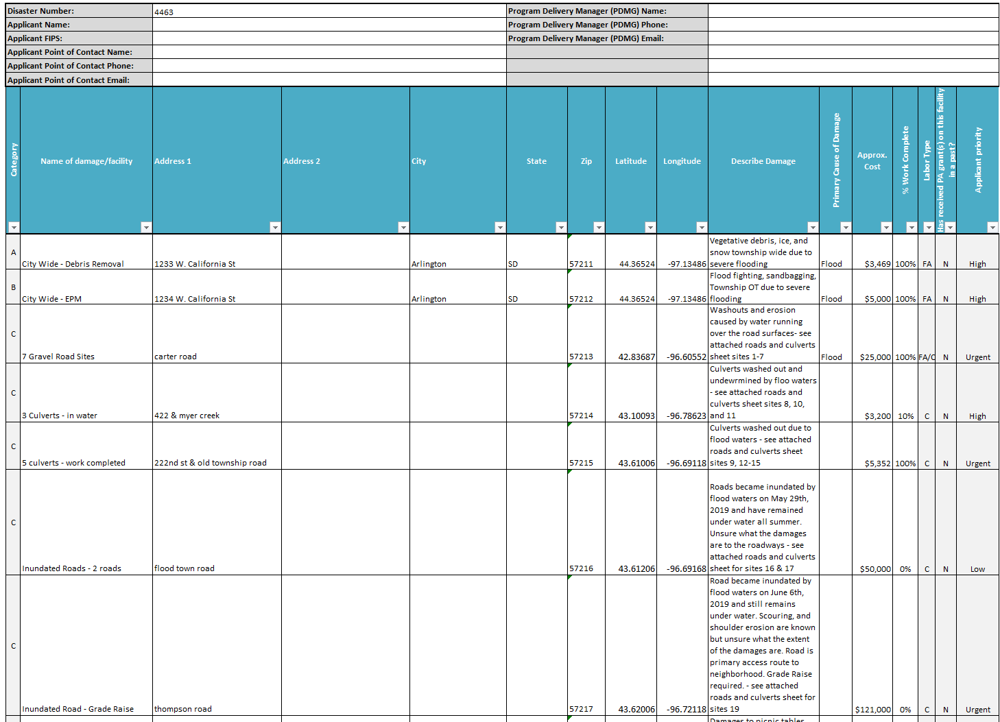 Disaster Number: 4463 Program Delivery Manager (PDMG) Name:
Applicant Name: Program Delivery Manager (PDMG) Phone:
Applicant FIPS: Program Delivery Manager (PDMG) Email:
Applicant Point of Contact Name:
Applicant Point of Contact Phone:
Applicant Point of Contact Email:
Category
Name of damage/facility
Address 1
Address 2
City
State
Zip
Latitude
Longitude
Describe Damage
Primary Cause of Damage
Approx.
Cost
% Work Complete
Labor Type
Has received PA grant(s) on this facility
in a past?
Applicant priority
A
City Wide - Debris Removal
1233 W. California St
Arlington
SD
57211
44.36524
-97.13486
Vegetative debris, ice, and
snow township wide due to
severe flooding
Flood
$3,469
100%
FA
N
High
B
City Wide - EPM
1234 W. California St
Arlington
SD
57212
44.36524
-97.13486
Flood fighting, sandbagging,
Township OT due to severe
flooding
Flood
$5,000
100%
FA
N
High
C
7 Gravel Road Sites
carter road
57213
42.83687
-96.60552
Washouts and erosion
caused by water running
over the road surfaces- see
attached roads and culverts
sheet sites 1-7
Flood
$25,000
100%
FA/C
N
Urgent
C
3 Culverts - in water
422 & myer creek
57214
43.10093
-96.78623
Culverts washed out and
undewrmined by floo waters
- see attached roads and
culverts sheet sites 8, 10,
and 11
$3,200
10%
C
N
High
C
5 culverts - work completed
222nd st & old township road
57215
43.61006
-96.69118
Culverts washed out due to
flood waters - see attached
roads and culverts sheet
sites 9, 12-15
$5,352
100%
C
N
Urgent
C
Inundated Roads - 2 roads
flood town road
57216
43.61206
-96.69168
Roads became inundated by
flood waters on May 29th,
2019 and have remained
under water all summer.
Unsure what the damages
are to the roadways - see
attached roads and culverts
sheet for sites 16 & 17
$50,000
0%
C
N
Low
C
Inundated Road - Grade Raise
thompson road
57217
43.62006
-96.72118
Road became inundated by
flood waters on June 6th,
2019 and still remains
under water. Scouring, and
shoulder erosion are known
but unsure what the extent
of the damages are. Road is
primary access route to
neighborhood. Grade Raise
required. - see attached
roads and culverts sheet for
sites 19
$121,000
0%
C
N
Urgent
Damages to picnic tables,